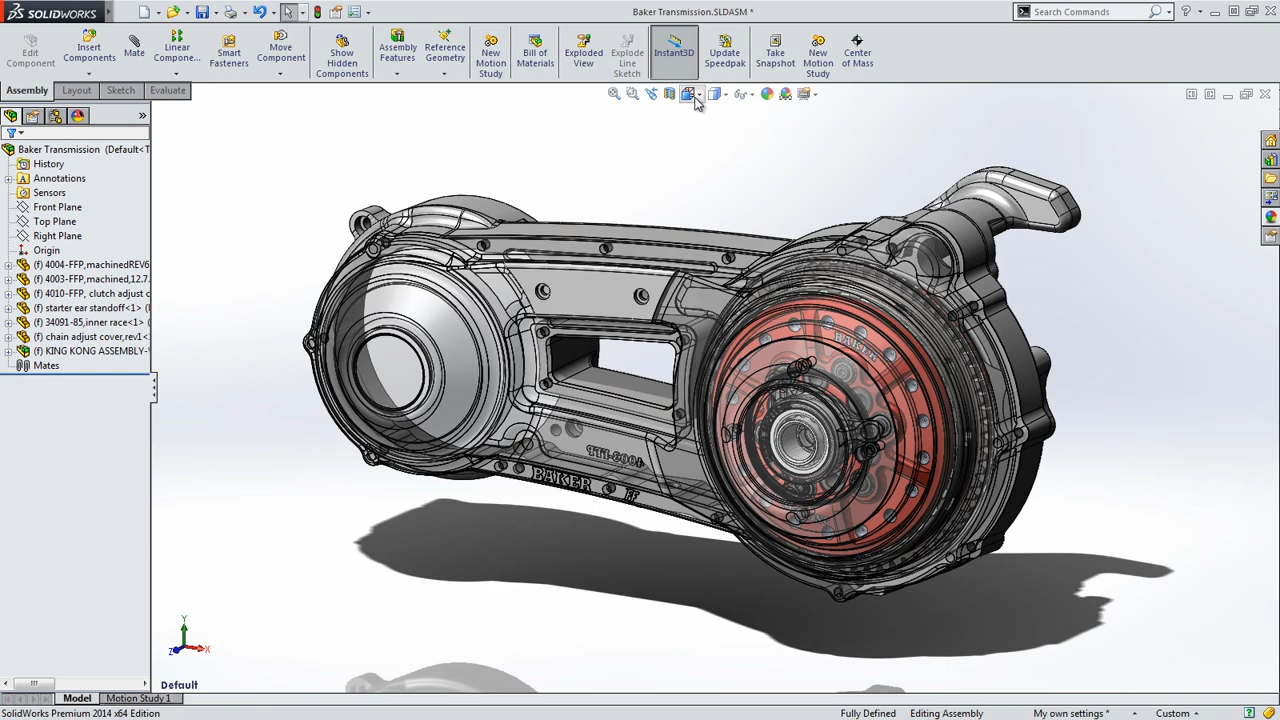 SOLIDWORKS
Baker Transmission.SLDASM *
Search Commands
Edit Component
Insert Components
Mate
Linear Compone...
Smart Fasteners
Move Component
Show Hidden Components
Assembly Features
Reference Geometry
New Motion Study
Bill of Materials
Exploded View
Explode Line Sketch
Instant3D
Update Speedpak
Take Snapshot
New Motion Study
Center of Mass
Assembly Layout Sketch Evaluate
Baker Transmission (Default<T
History
Annotations
Sensors
Front Plane
Top Plane
Right Plane
Origin
(f) 4004-FFP,machinedREV6
(f) 4003-FFP,machined,12.7.
(f) 4010-FFP, clutch adjust c
(f) starter ear standoff<1> (
(f) 34091-85,inner race<1> (
(f) chain adjust cover,rev1<
(f) KING KONG ASSEMBLY-
Mates
BAKER
4003-FFP
BAKER ff
Y
X
Z
Default
Model Motion Study 1
SolidWorks Premium 2014 x64 Edition
Fully Defined
Editing Assembly
My own settings *
Custom